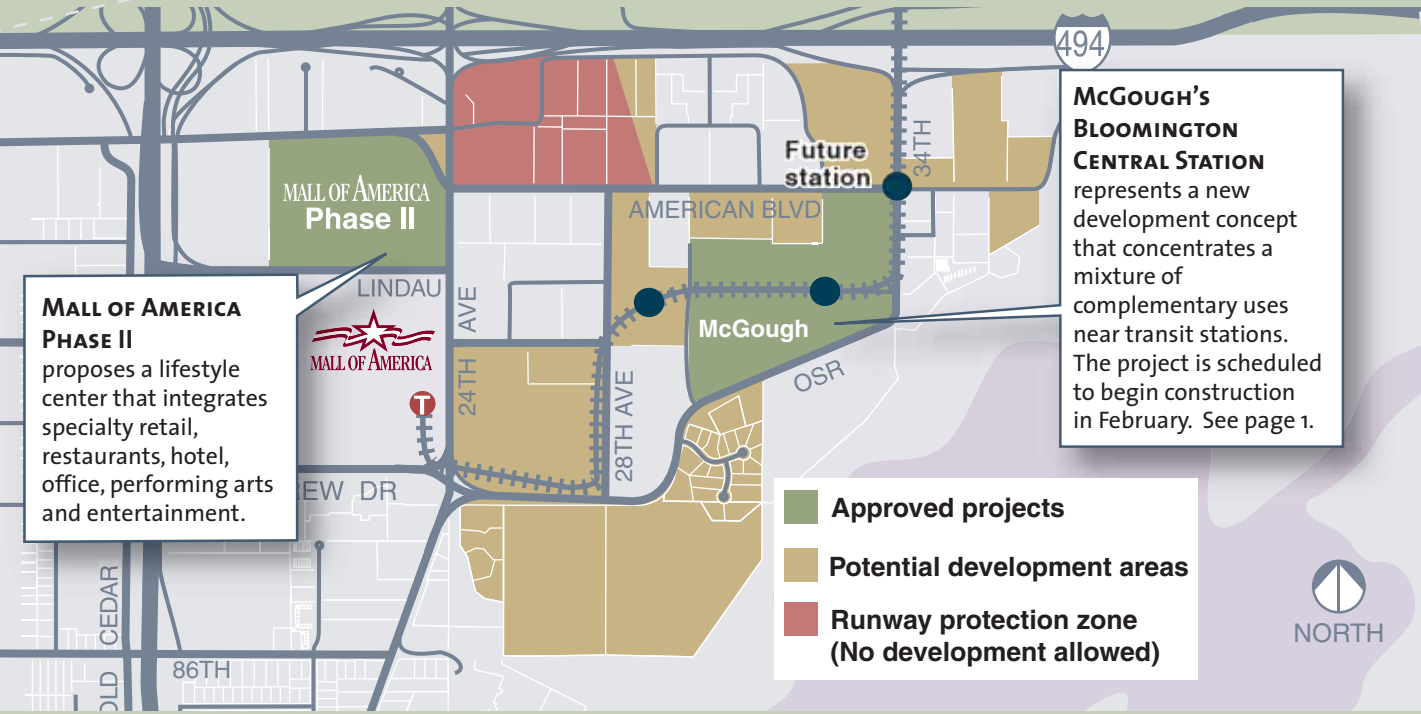 494
McGough's
Bloomington
Central Station
represents a new
development concept
that concentrates a
mixture of
complementary uses
near transit stations.
The project is scheduled
to begin construction
in February. See page 1.
Future
station
34TH
MALL OF AMERICA
Phase II
AMERICAN BLVD
LINDAU
AVE
24TH
Mall of America
Phase II
proposes a lifestyle
center that integrates
specialty retail,
restaurants, hotel,
office, performing arts
and entertainment.
MALL OF AMERICA
T
McGough
OSR
28TH AVE
EW DR
Approved projects
Potential development areas
Runway protection zone
(No development allowed)
NORTH
OLD CEDAR
86TH